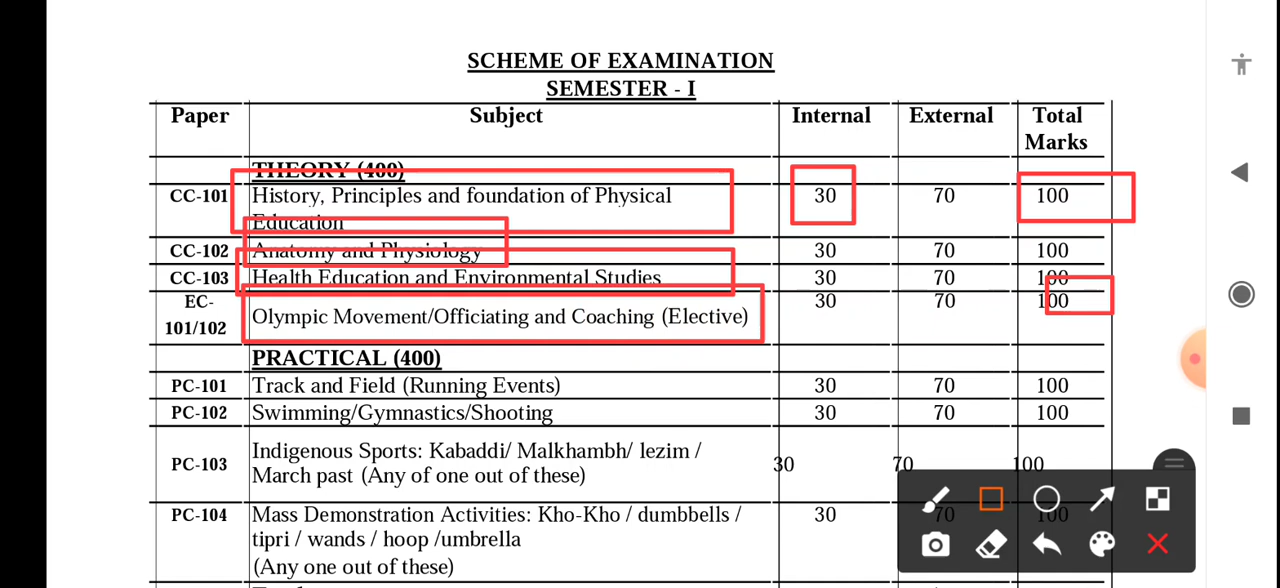 SCHEME OF EXAMINATION
SEMESTER - I
Paper Subject Internal External Total
Marks
THEORY (400)
CC-101 History, Principles and foundation of Physical 30 70 100
Education
CC-102 Anatomy and Physiology 30 70 100
CC-103 Health Education and Environmental Studies 30 70 100
EC- 30 70 100
101/102 Olympic Movement/Officiating and Coaching (Elective)
PRACTICAL (400)
PC-101 Track and Field (Running Events) 30 70 100
PC-102 Swimming/Gymnastics/Shooting 30 70 100
Indigenous Sports: Kabaddi/ Malkhambh/ lezim /
PC-103 30 70 100
March past (Any of one out of these)
PC-104 Mass Demonstration Activities: Kho-Kho / dumbbells / 30 70 100
tipri / wands / hoop /umbrella
(Any one out of these)